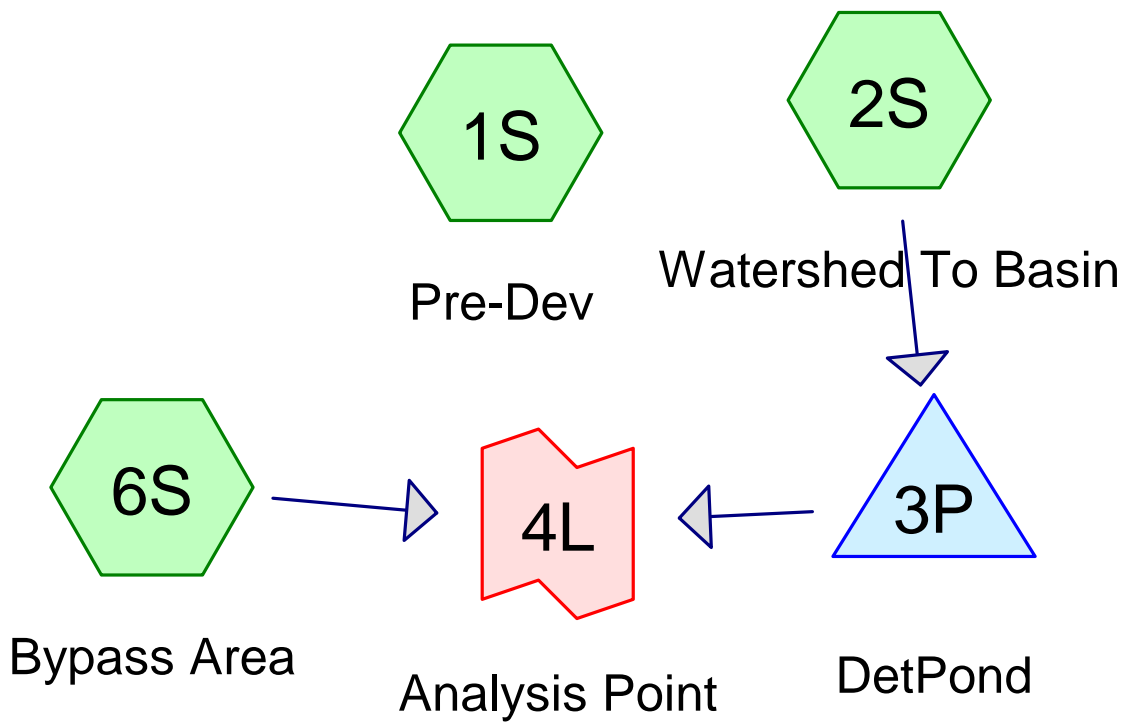 1S
Pre-Dev
2S
Watershed To Basin
6S
Bypass Area
4L
Analysis Point
3P
DetPond